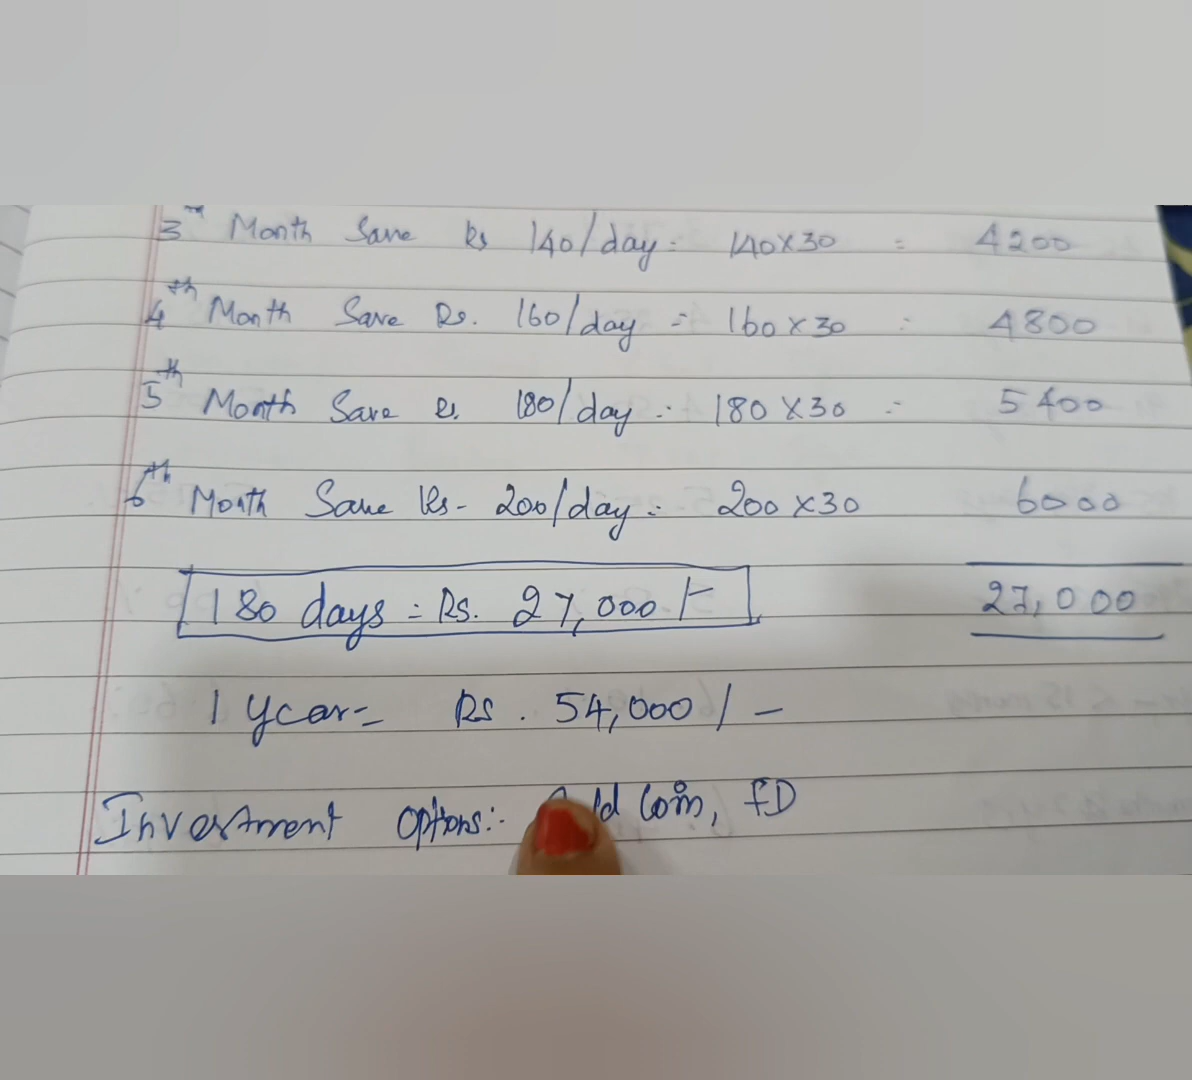 3rd Month Save Rs 140/day = 140x30 = 4200
4th Month Save Rs. 160/day = 160x30 = 4800
5th Month Save Rs. 180/day = 180x30 = 5400
6th Month Save Rs- 200/day = 200x30 6000
180 days = Rs. 27,000/- 27,000
1 year = Rs. 54,000/-
Investment options:- Coin, FD